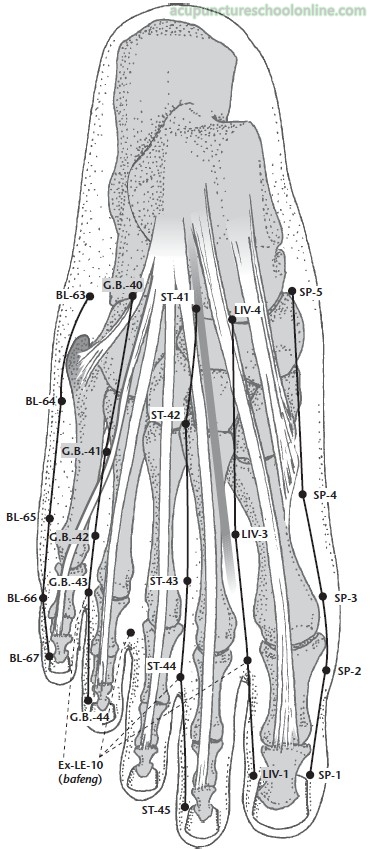 acupunctureschoolonline.com
BL-63
G.B.-40
ST-41
LIV-4
SP-5
BL-64
ST-42
G.B.-41
SP-4
BL-65
G.B.-42
LIV-3
G.B.-43
ST-43
BL-66
SP-3
BL-67
ST-44
SP-2
G.B.-44
Ex-LE-10
(bafeng)
LIV-1
SP-1
ST-45